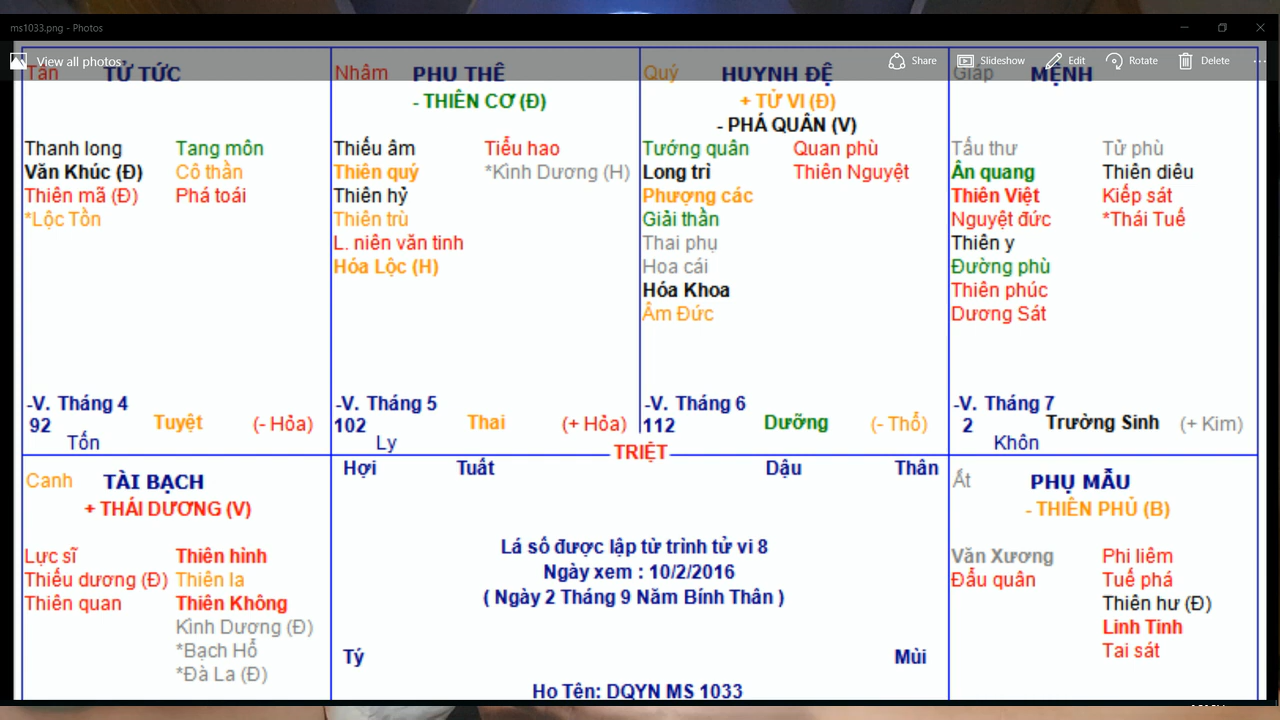 ms1033.png - Photos
View all photos
Share
Slideshow
Edit
Rotate
Delete
Tân TỬ TỨC
Thanh long Tang môn
Văn Khúc (Đ) Cô thần
Thiên mã (Đ) Phá toái
*Lộc Tồn
-V. Tháng 4
92 Tuyệt (- Hỏa)
Tốn
Nhâm PHU THÊ
- THIÊN CƠ (Đ)
Thiếu âm Tiểu hao
Thiên quý *Kình Dương (H)
Thiên hỷ
Thiên trù
L. niên văn tinh
Hóa Lộc (H)
-V. Tháng 5
102 Thai (+ Hỏa)
Ly
Quý HUYNH ĐỆ
+ TỬ VI (Đ)
- PHÁ QUÂN (V)
Tướng quân Quan phù
Long trì Thiên Nguyệt
Phượng các
Giải thần
Thai phụ
Hoa cái
Hóa Khoa
Âm Đức
-V. Tháng 6
112 Dưỡng (- Thổ)
Giáp MỆNH
Tấu thư Tử phù
Ân quang Thiên diêu
Thiên Việt Kiếp sát
Nguyệt đức *Thái Tuế
Thiên y
Đường phù
Thiên phúc
Dương Sát
-V. Tháng 7
2 Trường Sinh (+ Kim)
Khôn
TRIỆT
Canh TÀI BẠCH
+ THÁI DƯƠNG (V)
Lực sĩ Thiên hình
Thiếu dương (Đ) Thiên la
Thiên quan Thiên Không
Kình Dương (Đ)
*Bạch Hổ
*Đà La (Đ)
Hợi Tuất Dậu Thân
Lá số được lập từ trình tử vi 8
Ngày xem : 10/2/2016
( Ngày 2 Tháng 9 Năm Bính Thân )
Tý Mùi
Họ Tên: DQYN MS 1033
Ất PHỤ MẪU
- THIÊN PHỦ (B)
Văn Xương Phi liêm
Đẩu quân Tuế phá
Thiên hư (Đ)
Linh Tinh
Tai sát